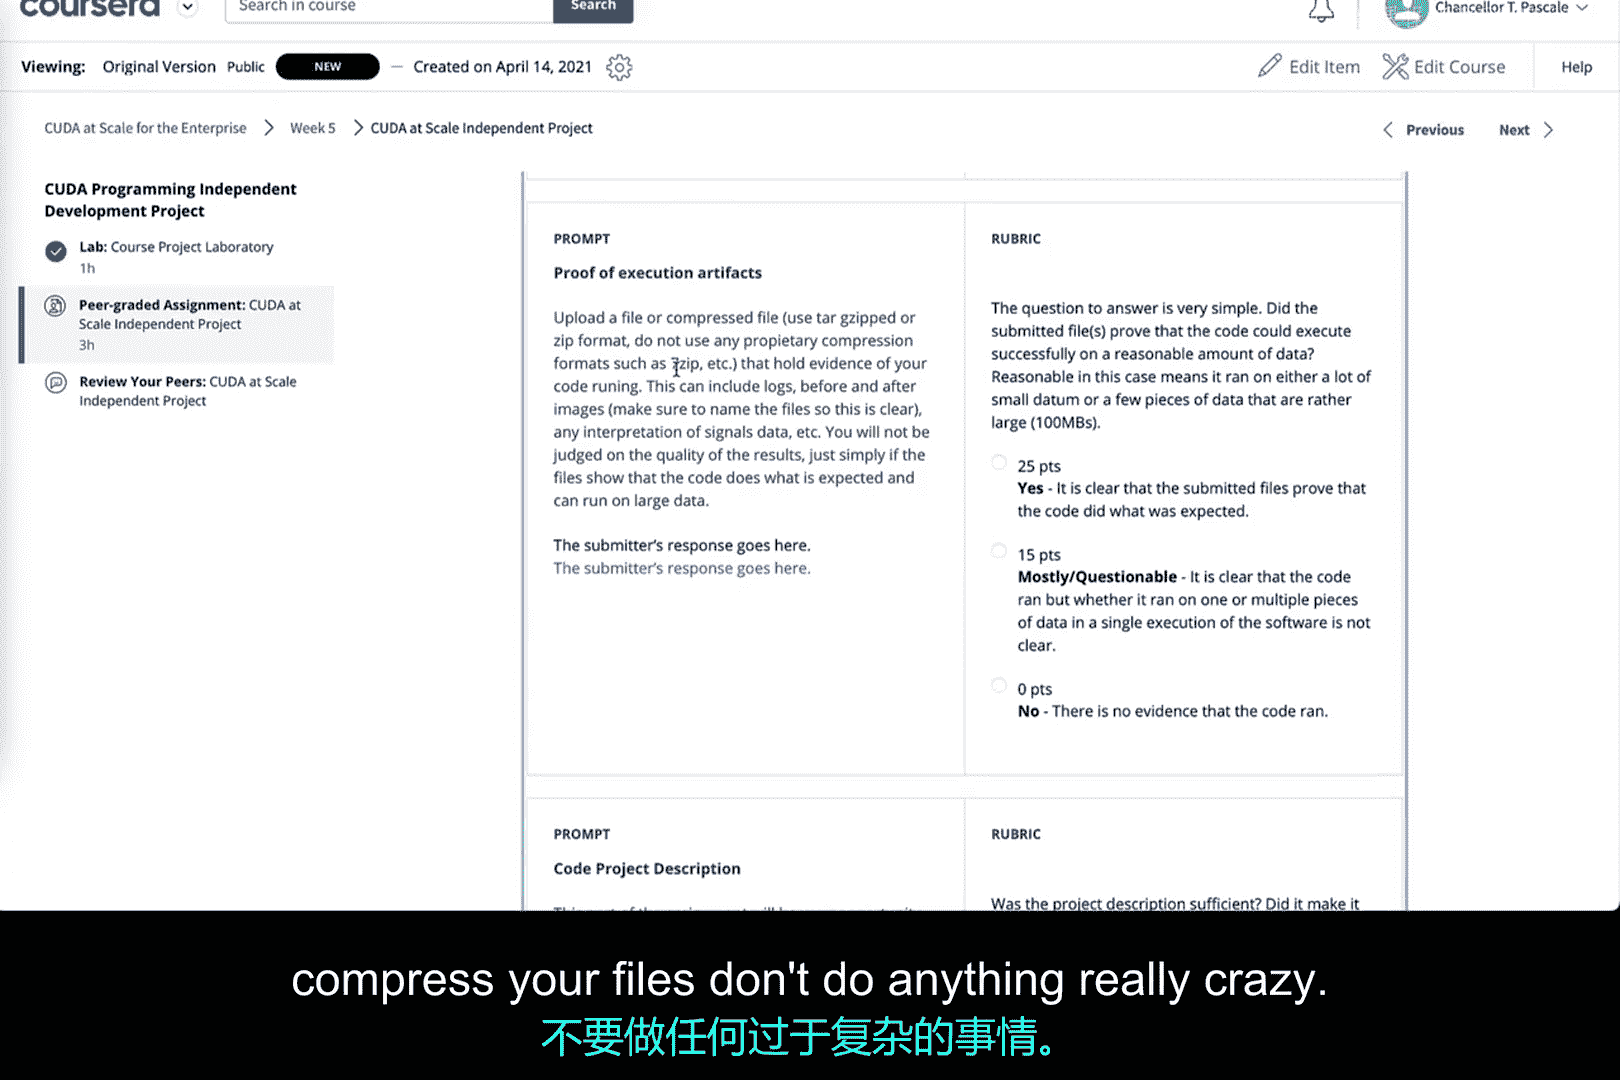 coursera
Search in course
Search
Chancellor T. Pascale
Viewing: Original Version Public NEW — Created on April 14, 2021
Edit Item
Edit Course
Help
CUDA at Scale for the Enterprise > Week 5 > CUDA at Scale Independent Project
Previous
Next
CUDA Programming Independent
Development Project
Lab: Course Project Laboratory
1h
Peer-graded Assignment: CUDA at
Scale Independent Project
3h
Review Your Peers: CUDA at Scale
Independent Project
PROMPT
Proof of execution artifacts
Upload a file or compressed file (use tar gzipped or
zip format, do not use any propietary compression
formats such as 7zip, etc.) that hold evidence of your
code runing. This can include logs, before and after
images (make sure to name the files so this is clear),
any interpretation of signals data, etc. You will not be
judged on the quality of the results, just simply if the
files show that the code does what is expected and
can run on large data.
The submitter's response goes here.
The submitter's response goes here.
RUBRIC
The question to answer is very simple. Did the
submitted file(s) prove that the code could execute
successfully on a reasonable amount of data?
Reasonable in this case means it ran on either a lot of
small datum or a few pieces of data that are rather
large (100MBs).
25 pts
Yes - It is clear that the submitted files prove that
the code did what was expected.
15 pts
Mostly/Questionable - It is clear that the code
ran but whether it ran on one or multiple pieces
of data in a single execution of the software is not
clear.
0 pts
No - There is no evidence that the code ran.
PROMPT
Code Project Description
RUBRIC
Was the project description sufficient? Did it make it
compress your files don't do anything really crazy.
不要做任何过于复杂的事情。